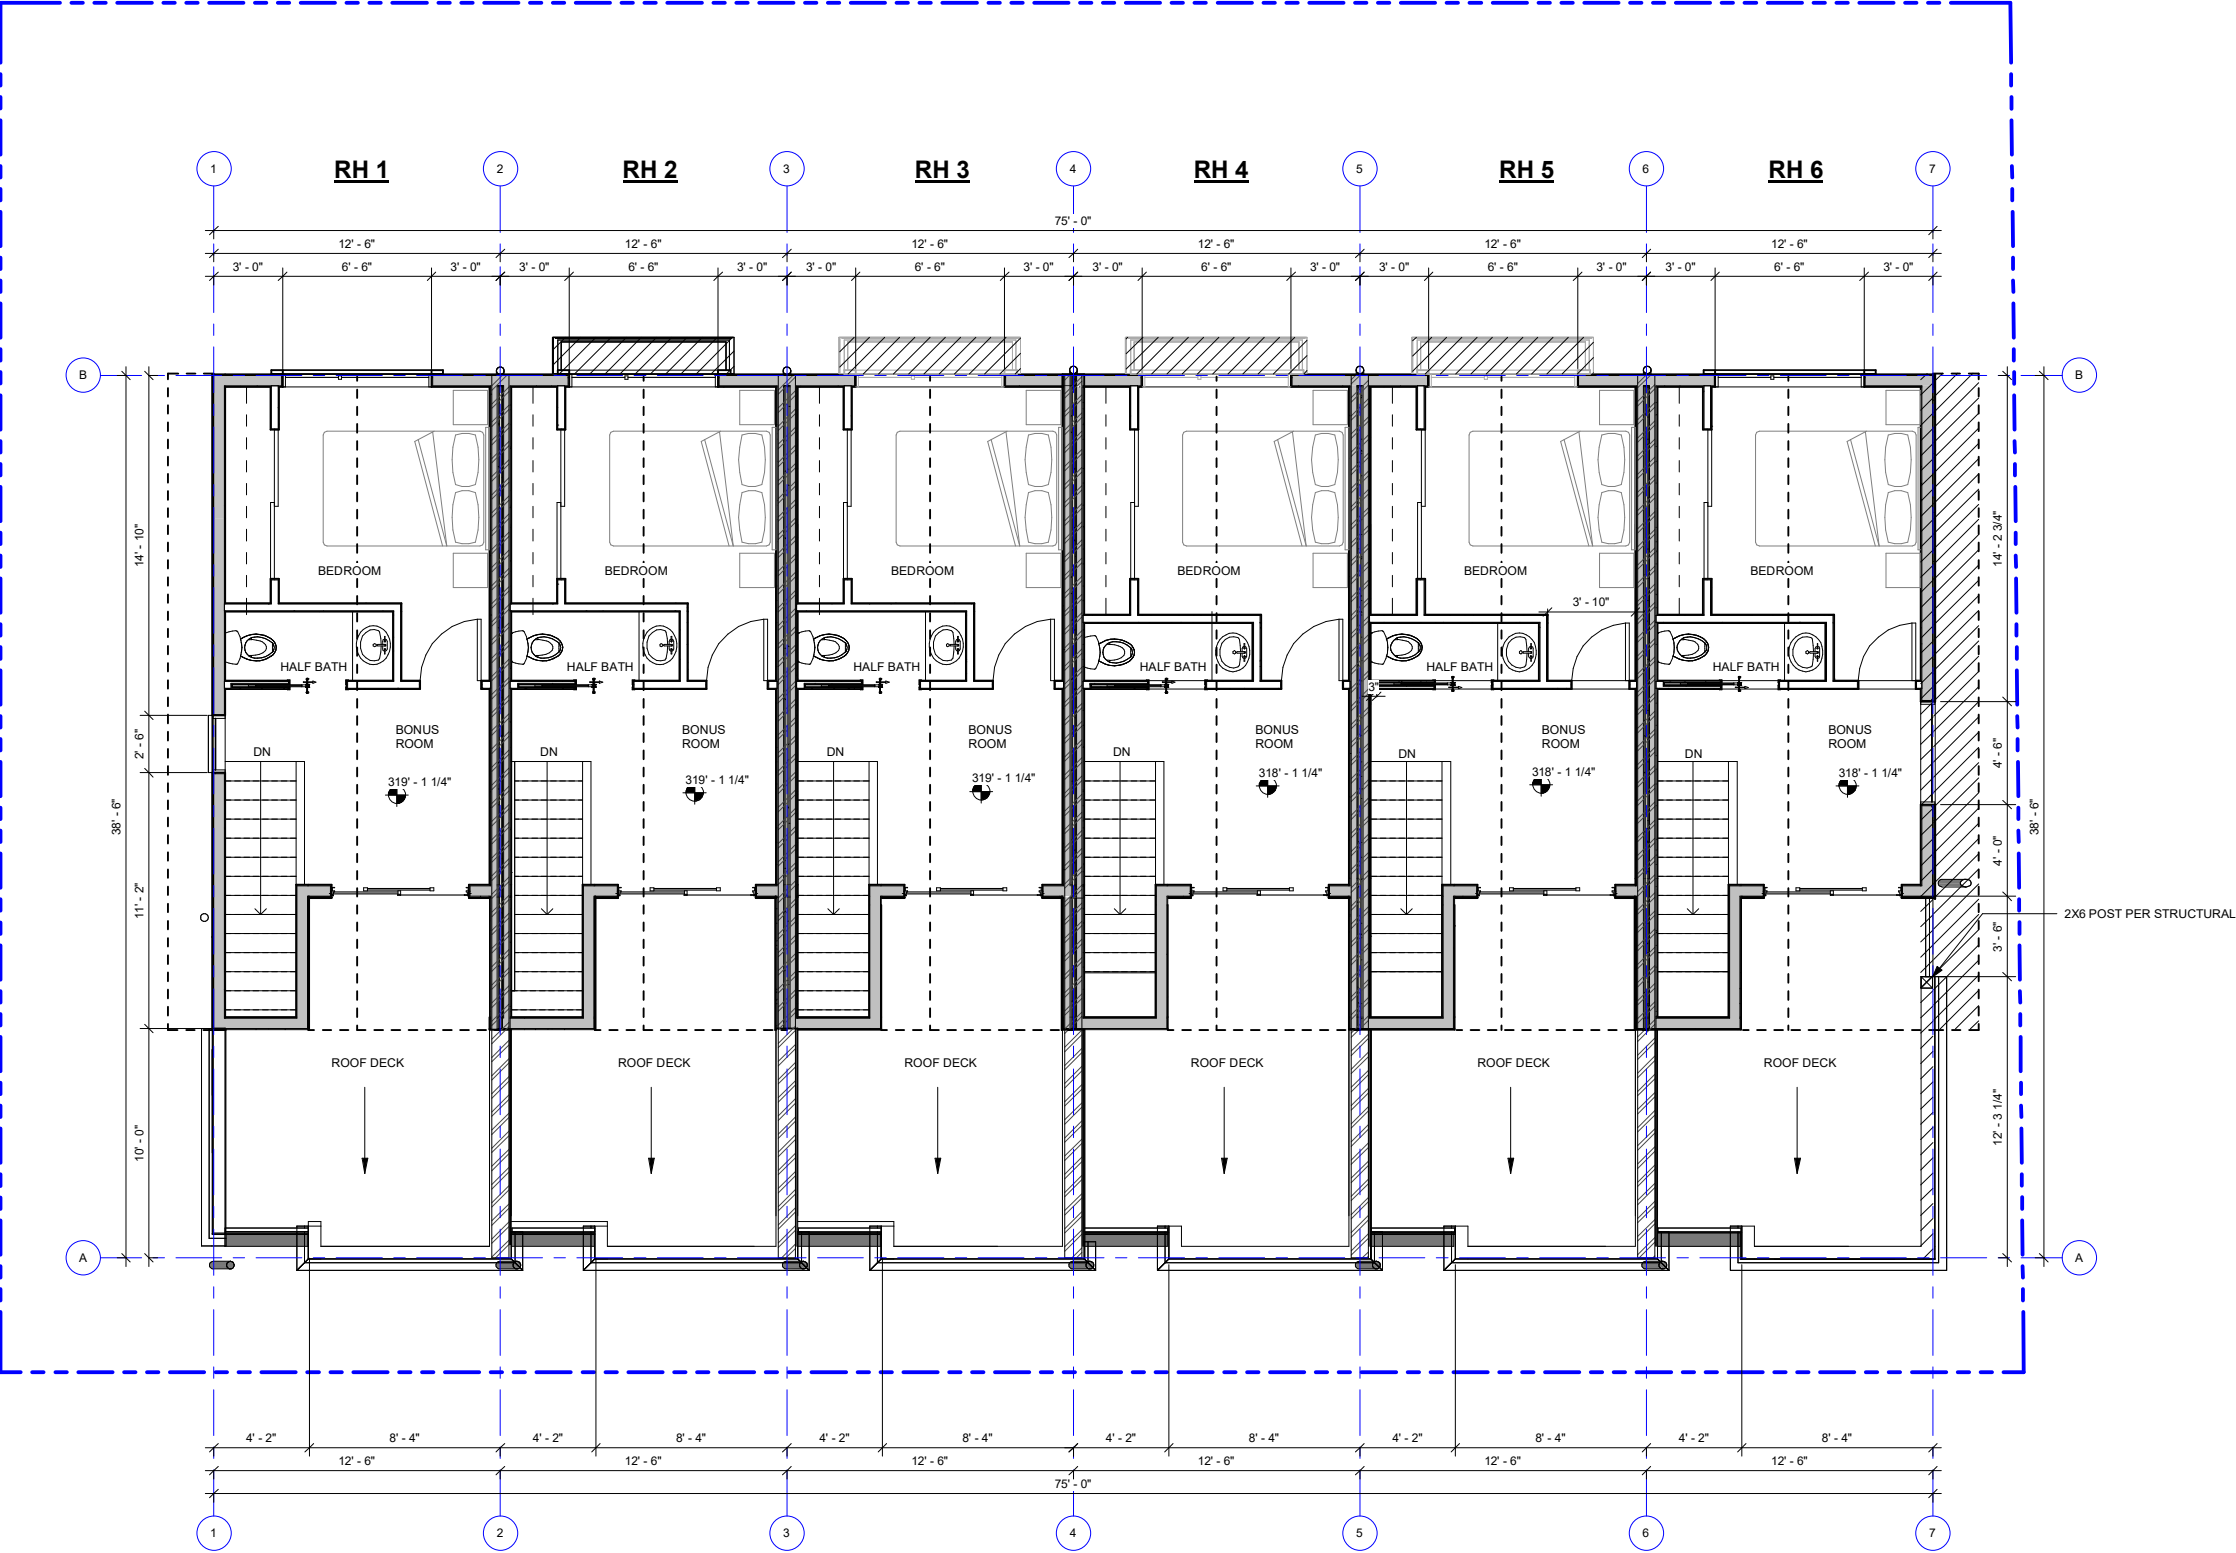 1 RH 1 2 RH 2 3 RH 3 4 RH 4 5 RH 5 6 RH 6 7
75' - 0"
12' - 6" 12' - 6" 12' - 6" 12' - 6" 12' - 6" 12' - 6"
3' - 0" 6' - 6" 3' - 0" 3' - 0" 6' - 6" 3' - 0" 3' - 0" 6' - 6" 3' - 0" 3' - 0" 6' - 6" 3' - 0" 3' - 0" 6' - 6" 3' - 0" 3' - 0" 6' - 6" 3' - 0"
B B
14' - 10" 14' - 2 3/4"
BEDROOM BEDROOM BEDROOM BEDROOM BEDROOM BEDROOM
3' - 10"
HALF BATH HALF BATH HALF BATH HALF BATH HALF BATH HALF BATH
3"
BONUS BONUS BONUS BONUS BONUS BONUS
ROOM ROOM ROOM ROOM ROOM ROOM
2' - 6" DN DN DN DN DN DN 4' - 6"
319' - 1 1/4" 319' - 1 1/4" 319' - 1 1/4" 318' - 1 1/4" 318' - 1 1/4" 318' - 1 1/4"
38' - 6" 38' - 6"
4' - 0"
11' - 2"
2X6 POST PER STRUCTURAL
3' - 6"
ROOF DECK ROOF DECK ROOF DECK ROOF DECK ROOF DECK ROOF DECK
10' - 0" 12' - 3 1/4"
A A
4' - 2" 8' - 4" 4' - 2" 8' - 4" 4' - 2" 8' - 4" 4' - 2" 8' - 4" 4' - 2" 8' - 4" 4' - 2" 8' - 4"
12' - 6" 12' - 6" 12' - 6" 12' - 6" 12' - 6" 12' - 6"
75' - 0"
1 2 3 4 5 6 7